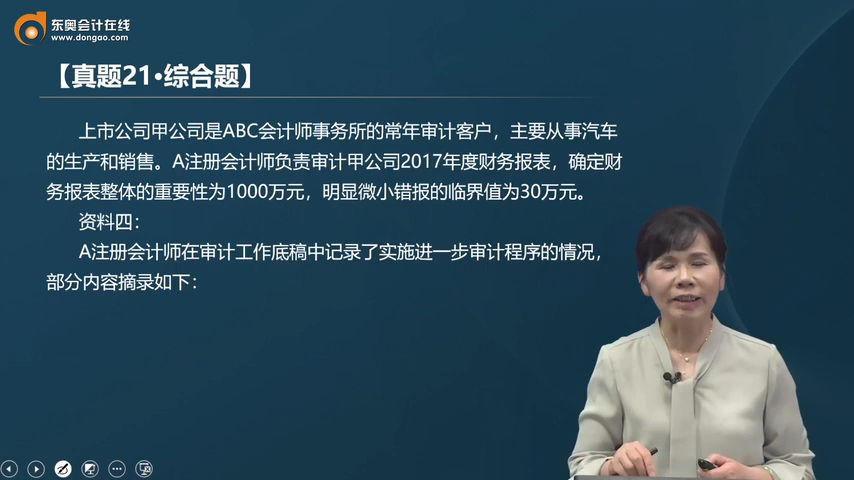 东奥会计在线
www.dongao.com
【真题21·综合题】
上市公司甲公司是ABC会计师事务所的常年审计客户，主要从事汽车
的生产和销售。A注册会计师负责审计甲公司2017年度财务报表，确定财
务报表整体的重要性为1000万元，明显微小错报的临界值为30万元。
资料四：
A注册会计师在审计工作底稿中记录了实施进一步审计程序的情况，
部分内容摘录如下：